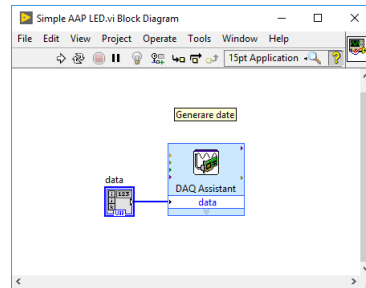 Simple AAP LED.vi Block Diagram
File Edit View Project Operate Tools Window Help
15pt Application
Generare date
data
DAQ Assistant
data